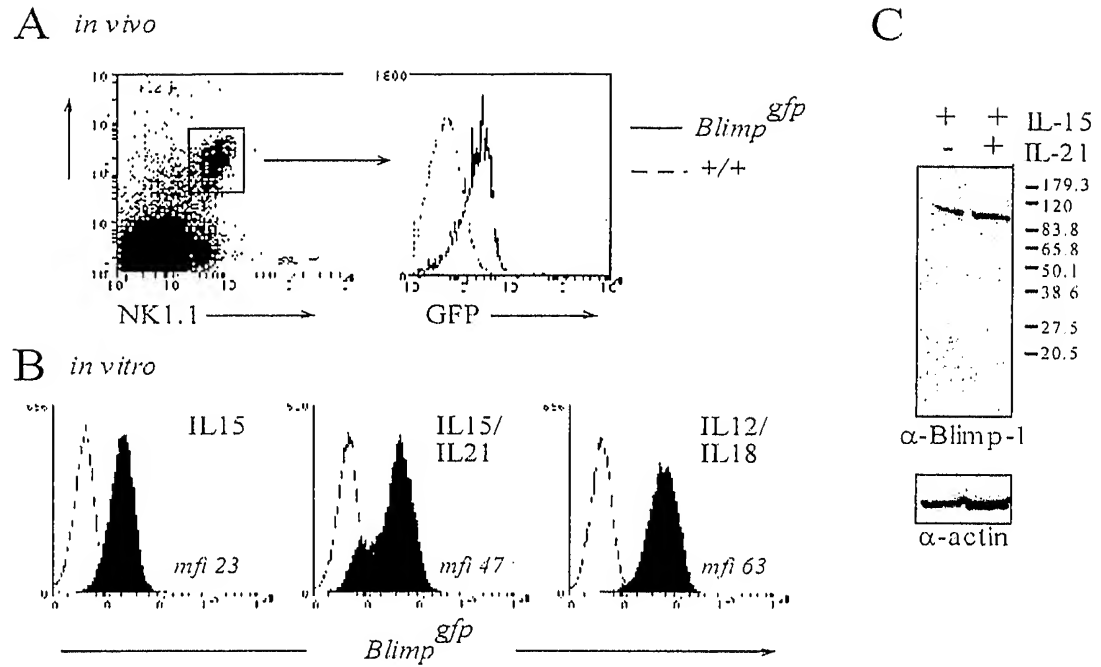 A in vivo
1800
NK1.1
GFP
Blimp gfp
+/+
B in vitro
IL15
mfi 23
IL15/
IL21
mfi 47
IL12/
IL18
mfi 63
Blimp gfp
C
+ + IL-15
- + IL-21
179.3
120
83.8
65.8
50.1
38 6
27.5
20.5
α-Blimp-1
α-actin